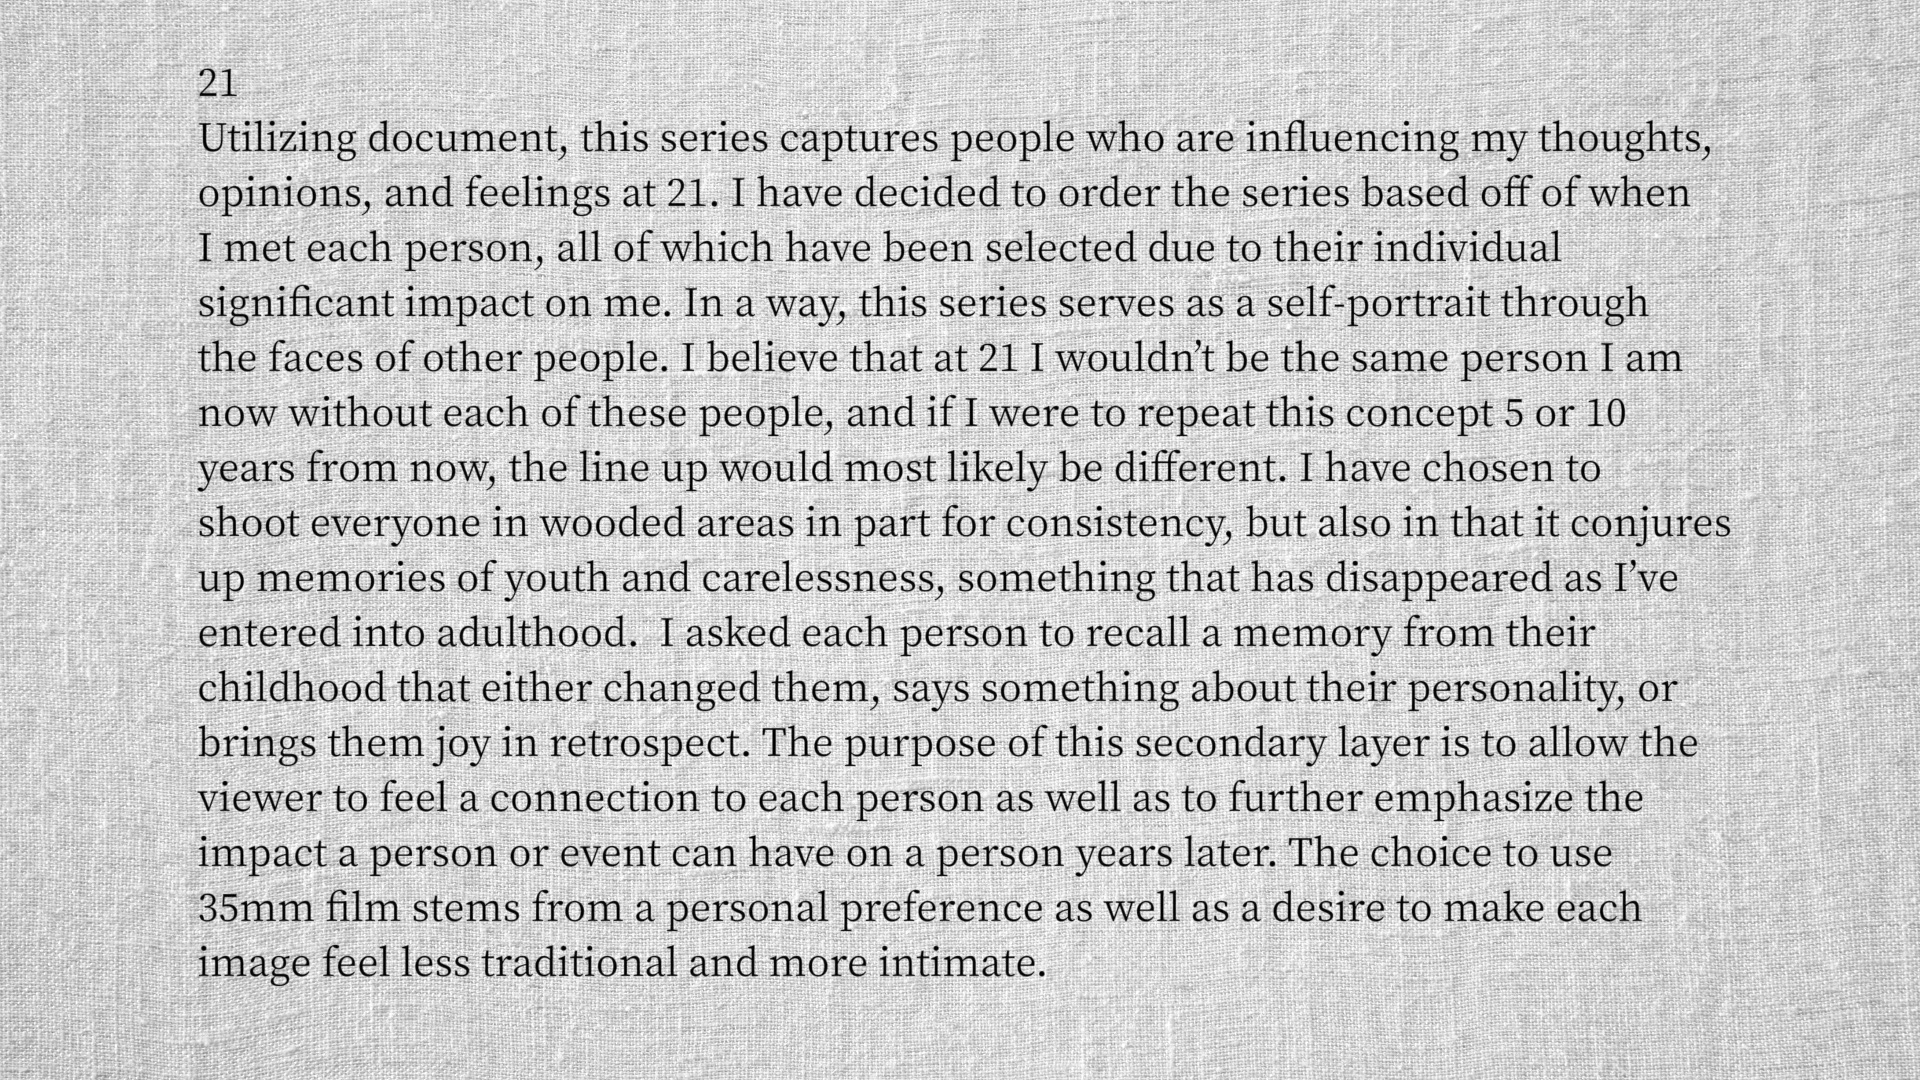 21
Utilizing document, this series captures people who are influencing my thoughts,
opinions, and feelings at 21. I have decided to order the series based off of when
I met each person, all of which have been selected due to their individual
significant impact on me. In a way, this series serves as a self-portrait through
the faces of other people. I believe that at 21 I wouldn’t be the same person I am
now without each of these people, and if I were to repeat this concept 5 or 10
years from now, the line up would most likely be different. I have chosen to
shoot everyone in wooded areas in part for consistency, but also in that it conjures
up memories of youth and carelessness, something that has disappeared as I’ve
entered into adulthood.  I asked each person to recall a memory from their
childhood that either changed them, says something about their personality, or
brings them joy in retrospect. The purpose of this secondary layer is to allow the
viewer to feel a connection to each person as well as to further emphasize the
impact a person or event can have on a person years later. The choice to use
35mm film stems from a personal preference as well as a desire to make each
image feel less traditional and more intimate.